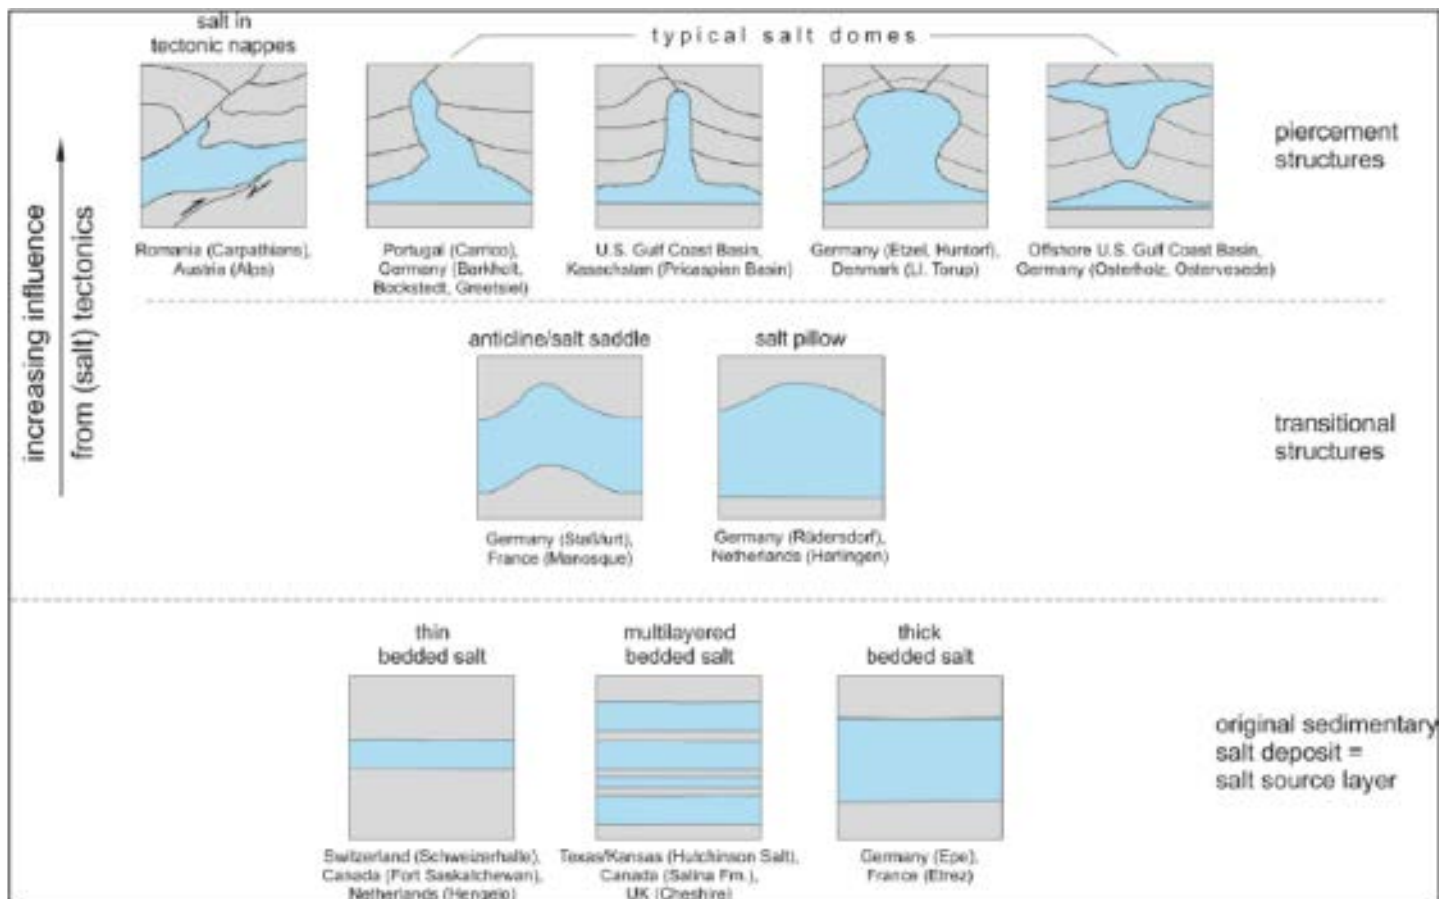 salt in
tectonic nappes
typical salt domes
Romania (Carpathians),
Austria (Alps)
Portugal (Carrico),
Germany (Barkholt,
Bockstedt, Greetsiel)
U.S. Gulf Coast Basin,
Kasachstan (Pricaspian Basin)
Germany (Etzel, Huntorf)
Denmark (Ll. Torup)
Offshore U.S. Gulf Coast Basin,
Germany (Osterholz, Ostervesede)
piercement
structures
increasing influence
from (salt) tectonics
anticline/salt saddle
Germany (Staßfurt),
France (Manosque)
salt pillow
Germany (Rüdersdorf),
Netherlands (Harlingen)
transitional
structures
thin
bedded salt
Switzerland (Schweizerhalle),
Canada (Fort Saskatchewan),
Netherlands (Hengelo)
multilayered
bedded salt
Texas/Kansas (Hutchinson Salt),
Canada (Salina Fm.),
UK (Cheshire)
thick
bedded salt
Germany (Epe),
France (Etrez)
original sedimentary
salt deposit =
salt source layer